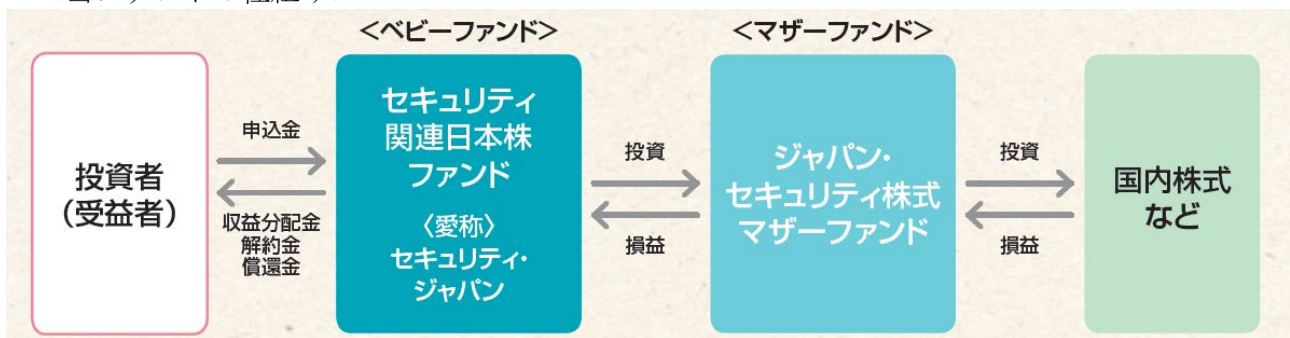 <ベビーファンド>
<マザーファンド>
投資者
(受益者)
申込金
収益分配金
解約金
償還金
セキュリティ
関連日本株
ファンド
〈愛称〉
セキュリティ・
ジャパン
投資
損益
ジャパン・
セキュリティ株式
マザーファンド
投資
損益
国内株式
など